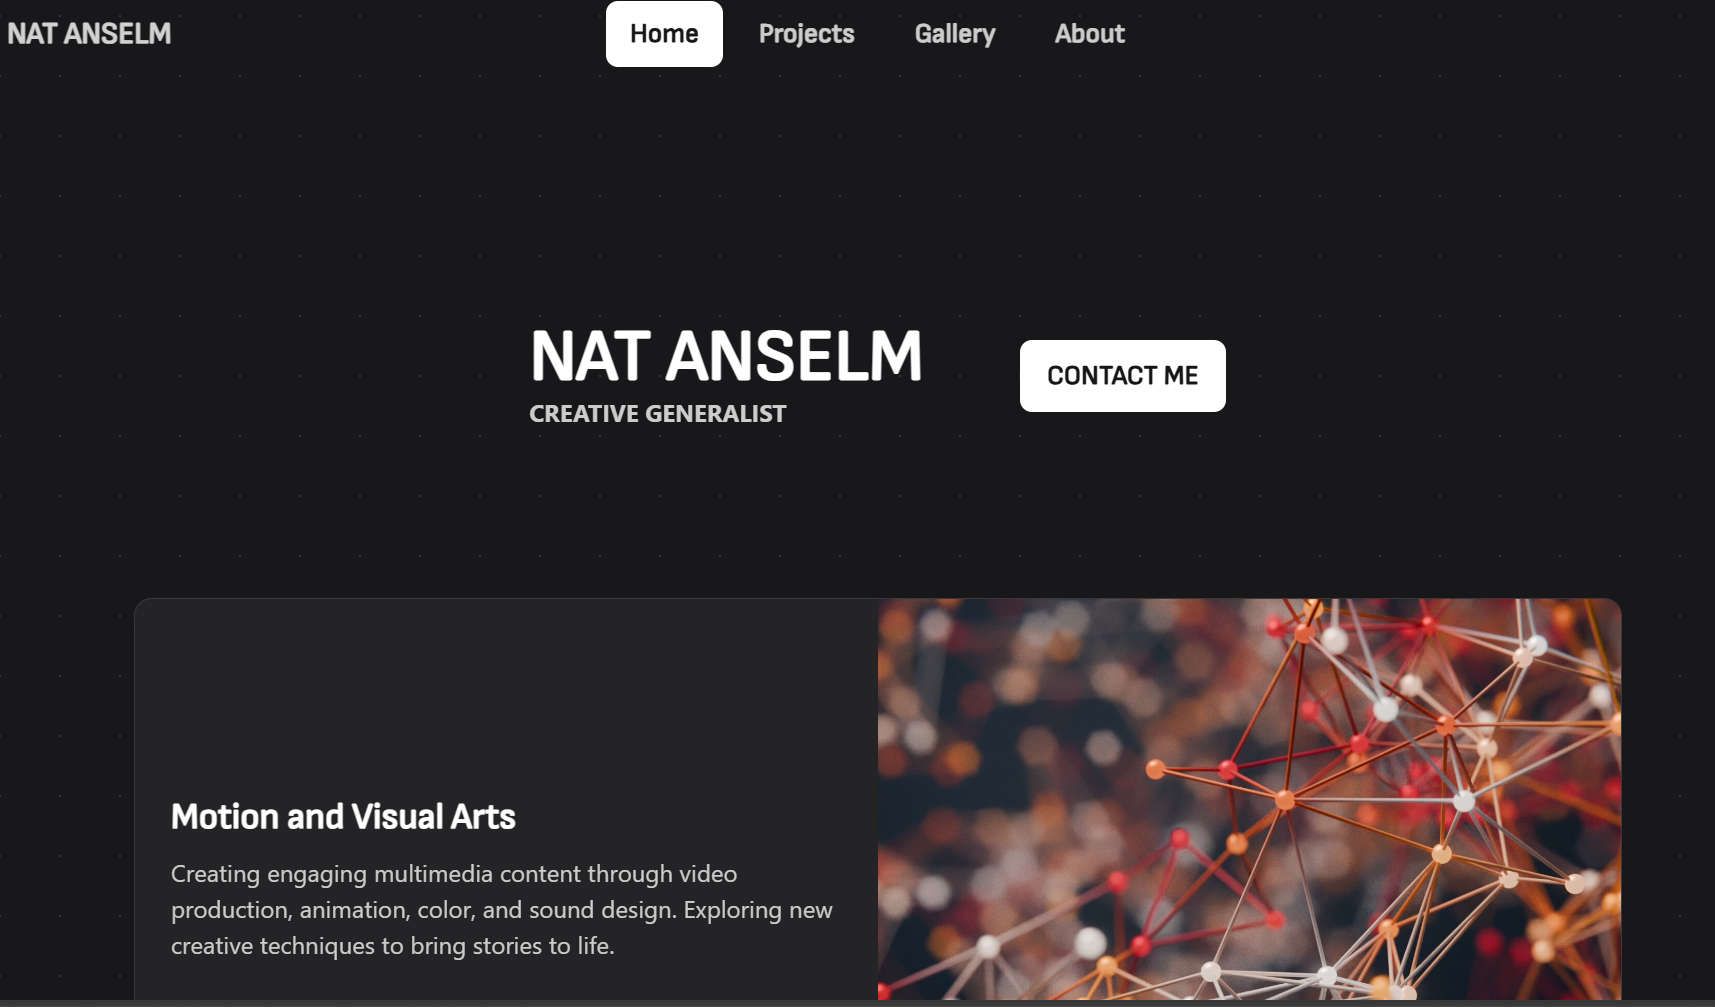 NAT ANSELM
Home Projects Gallery About
NAT ANSELM
CREATIVE GENERALIST
CONTACT ME
Motion and Visual Arts
Creating engaging multimedia content through video
production, animation, color, and sound design. Exploring new
creative techniques to bring stories to life.